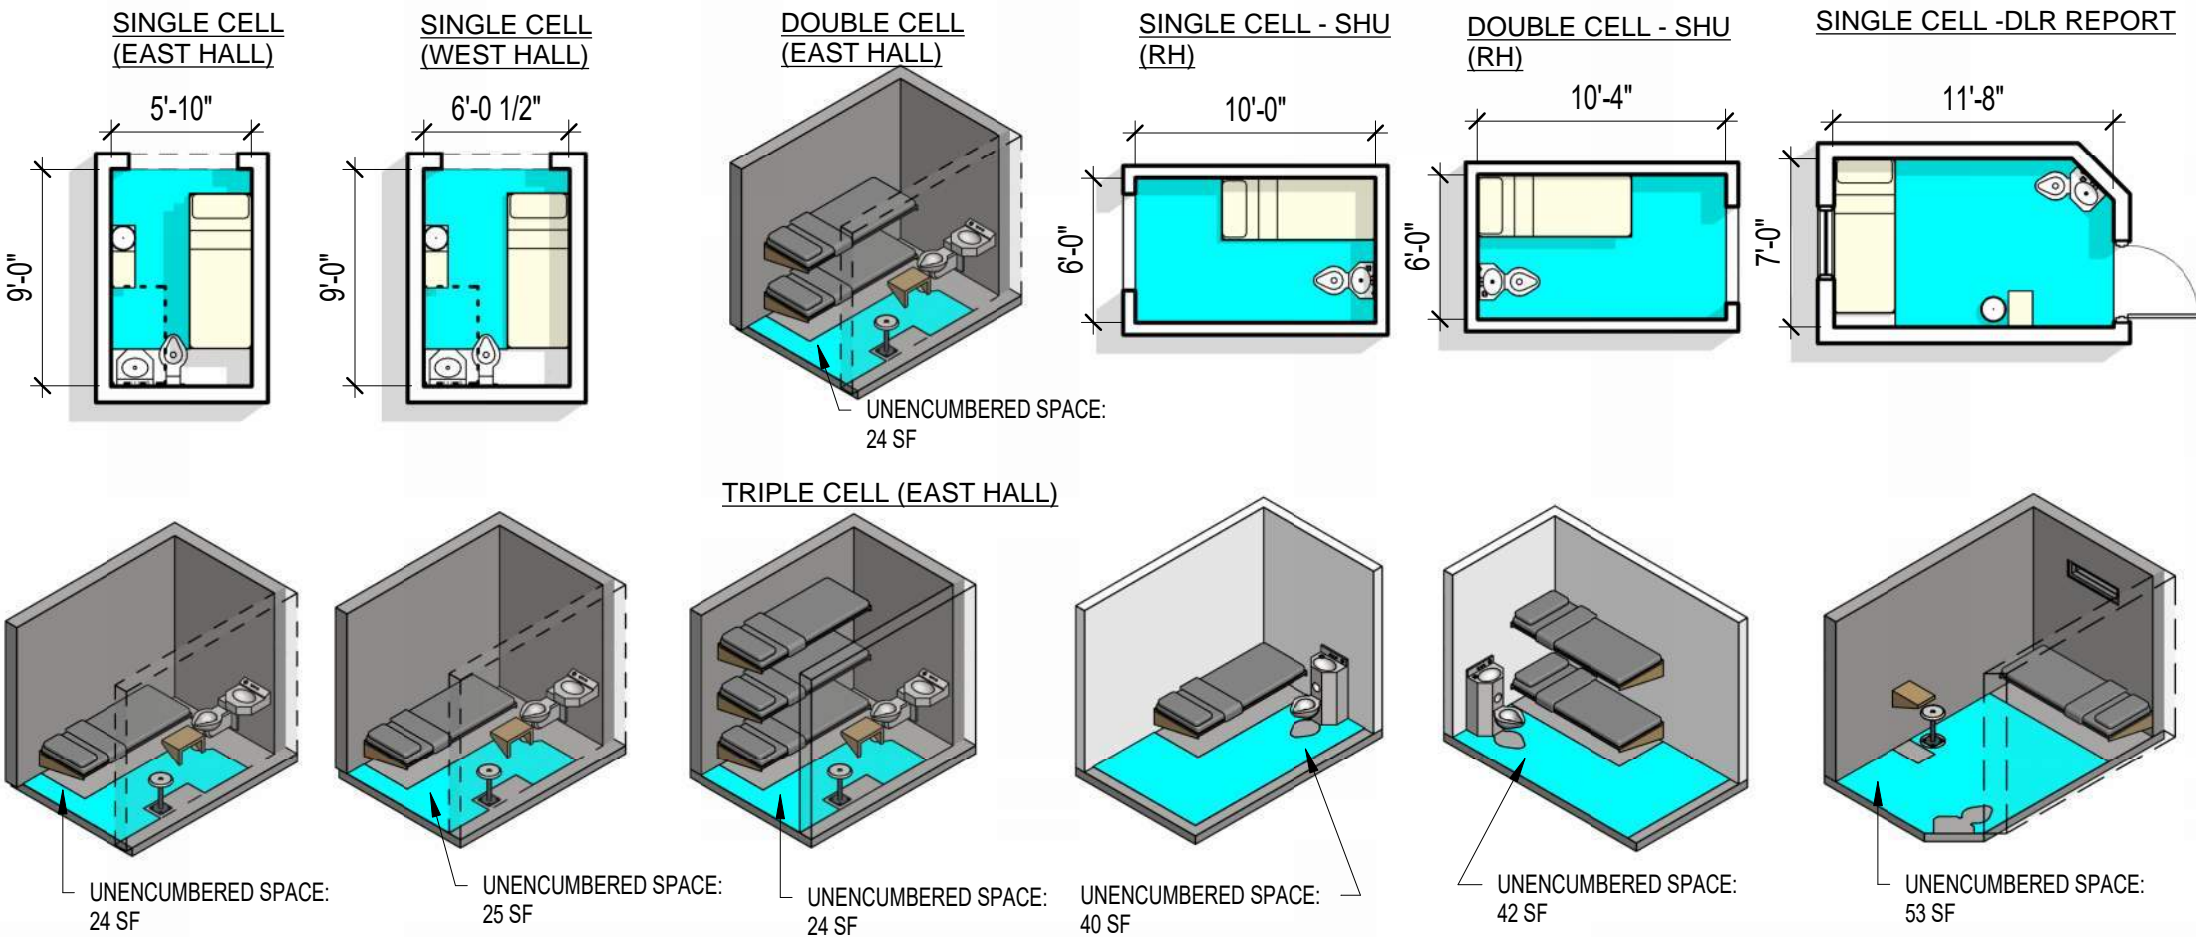 SINGLE CELL
(EAST HALL)
5'-10"
9'-0"
SINGLE CELL
(WEST HALL)
6'-0 1/2"
9'-0"
DOUBLE CELL
(EAST HALL)
UNENCUMBERED SPACE:
24 SF
SINGLE CELL - SHU
(RH)
10'-0"
6'-0"
DOUBLE CELL - SHU
(RH)
10'-4"
6'-0"
SINGLE CELL -DLR REPORT
11'-8"
7'-0"
UNENCUMBERED SPACE:
24 SF
UNENCUMBERED SPACE:
25 SF
TRIPLE CELL (EAST HALL)
UNENCUMBERED SPACE:
24 SF
UNENCUMBERED SPACE:
40 SF
UNENCUMBERED SPACE:
42 SF
UNENCUMBERED SPACE:
53 SF